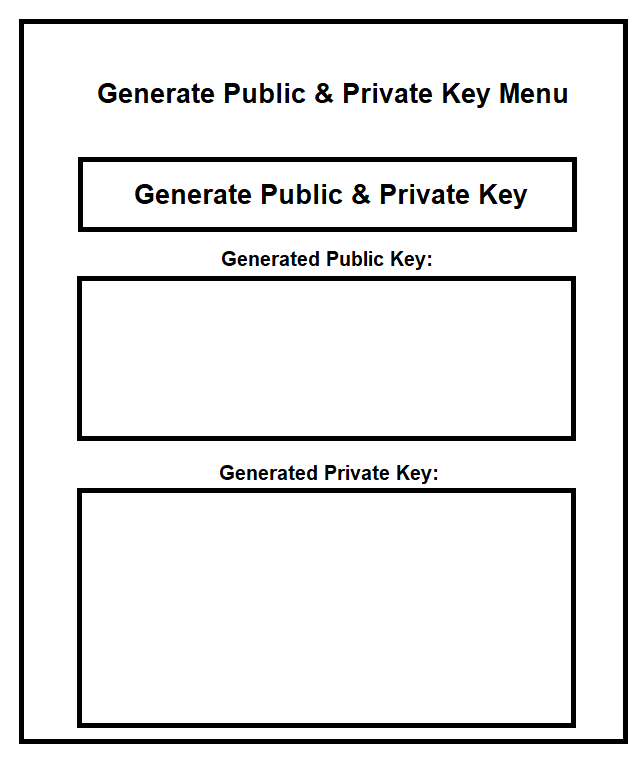 Generate Public & Private Key Menu
Generate Public & Private Key
Generated Public Key:
Generated Private Key: